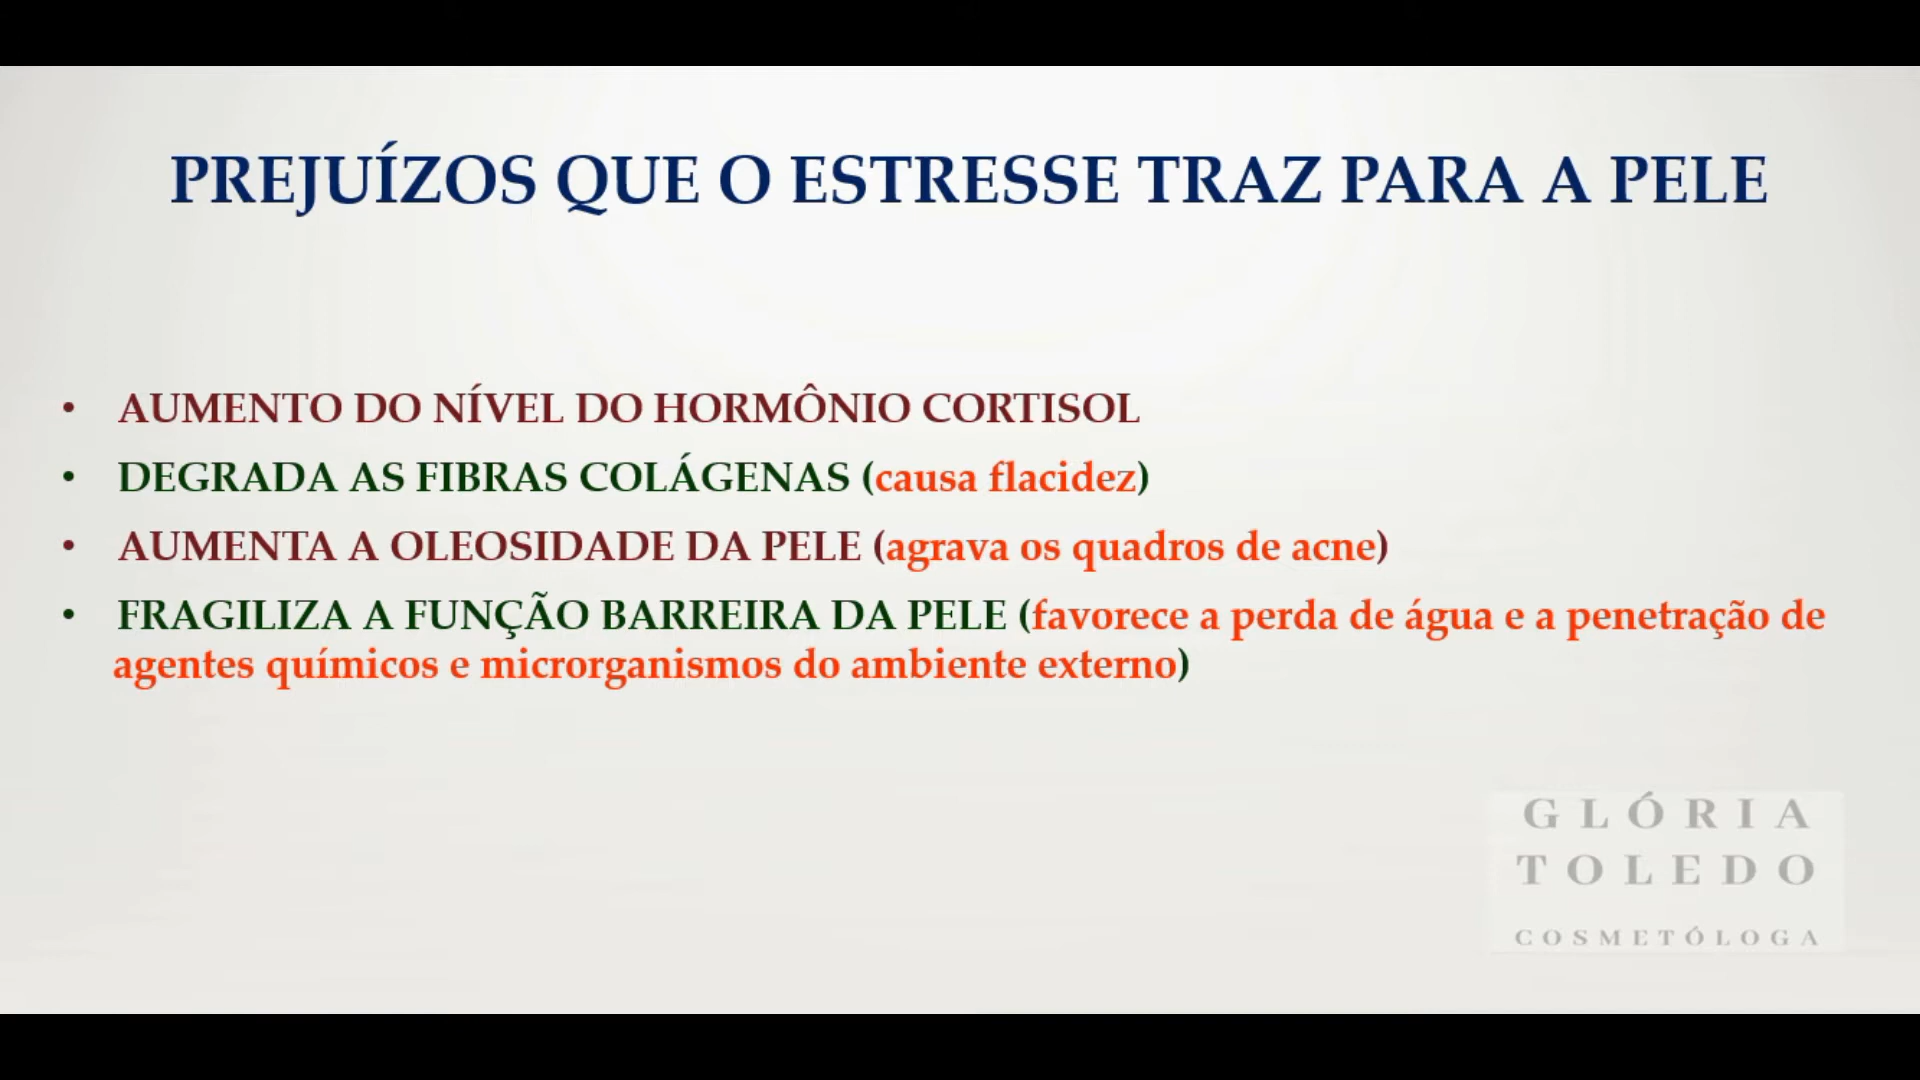 PREJUÍZOS QUE O ESTRESSE TRAZ PARA A PELE
• AUMENTO DO NÍVEL DO HORMÔNIO CORTISOL
• DEGRADA AS FIBRAS COLÁGENAS (causa flacidez)
• AUMENTA A OLEOSIDADE DA PELE (agrava os quadros de acne)
• FRAGILIZA A FUNÇÃO BARREIRA DA PELE (favorece a perda de água e a penetração de
agentes químicos e microrganismos do ambiente externo)
GLÓRIA
TOLEDO
COSMETÓLOGA